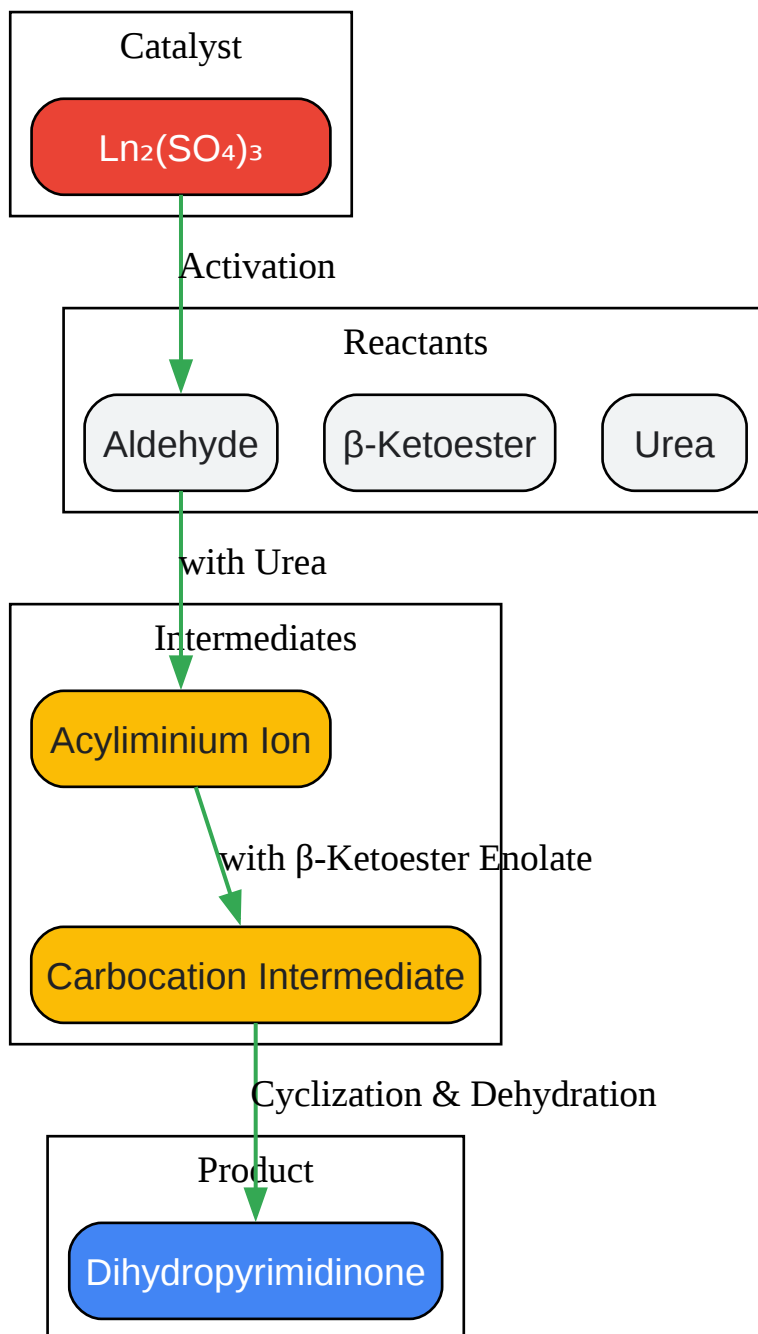 Catalyst
Ln₂(SO₄)₃
Activation
Reactants
Aldehyde
β-Ketoester
Urea
with Urea
Intermediates
Acyliminium Ion
with β-Ketoester Enolate
Carbocation Intermediate
Cyclization & Dehydration
Product
Dihydropyrimidinone